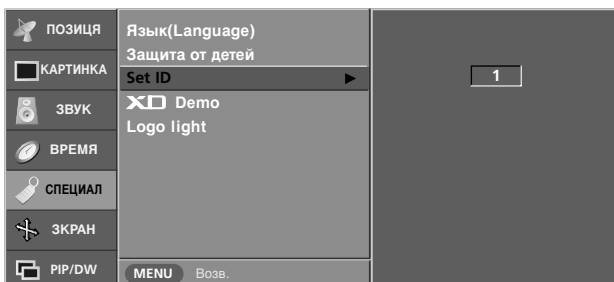 ПОЗИЦЯ
КАРТИНКА
ЗВУК
ВРЕМЯ
СПЕЦИАЛ
ЗКРАН
PIP/DW
Язык(Language)
Защита от детей
Set ID
XD Demo
Logo light
MENU Возв.
1